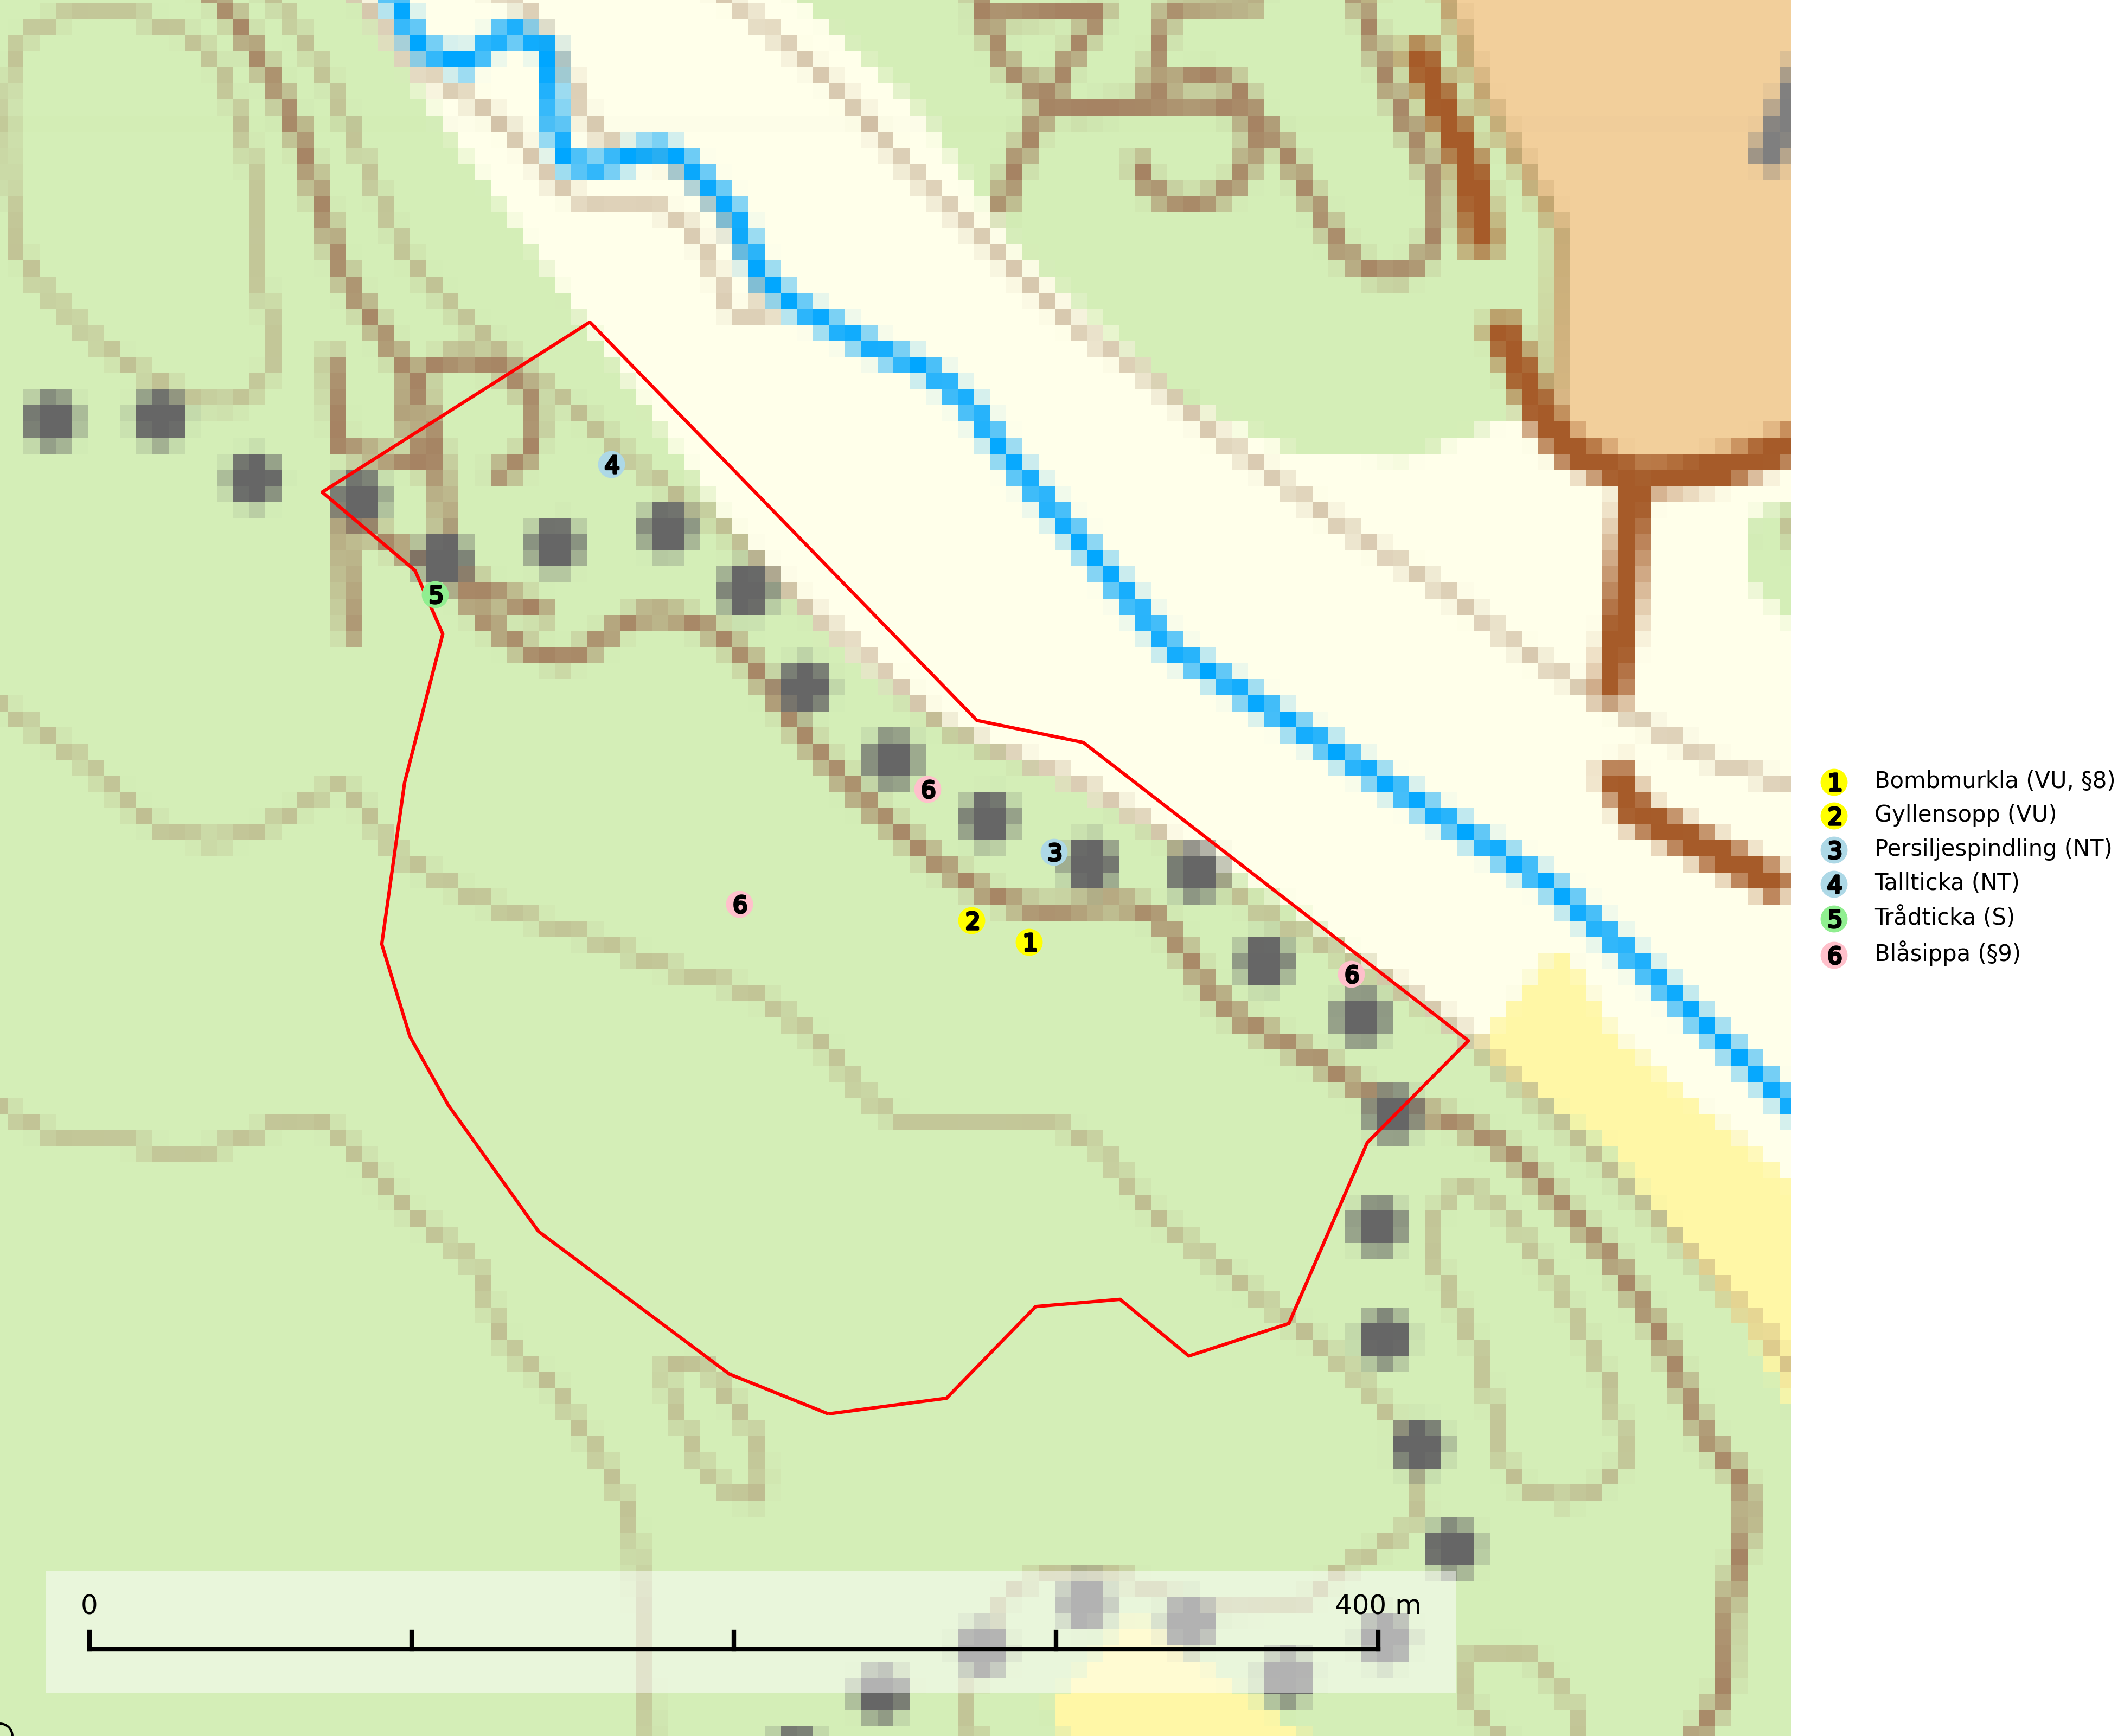 4
5
6
3
6
2
1
6
1 Bombmurkla (VU, §8)
2 Gyllensopp (VU)
3 Persiljespindling (NT)
4 Tallticka (NT)
5 Trådticka (S)
6 Blåsippa (§9)
0 400 m